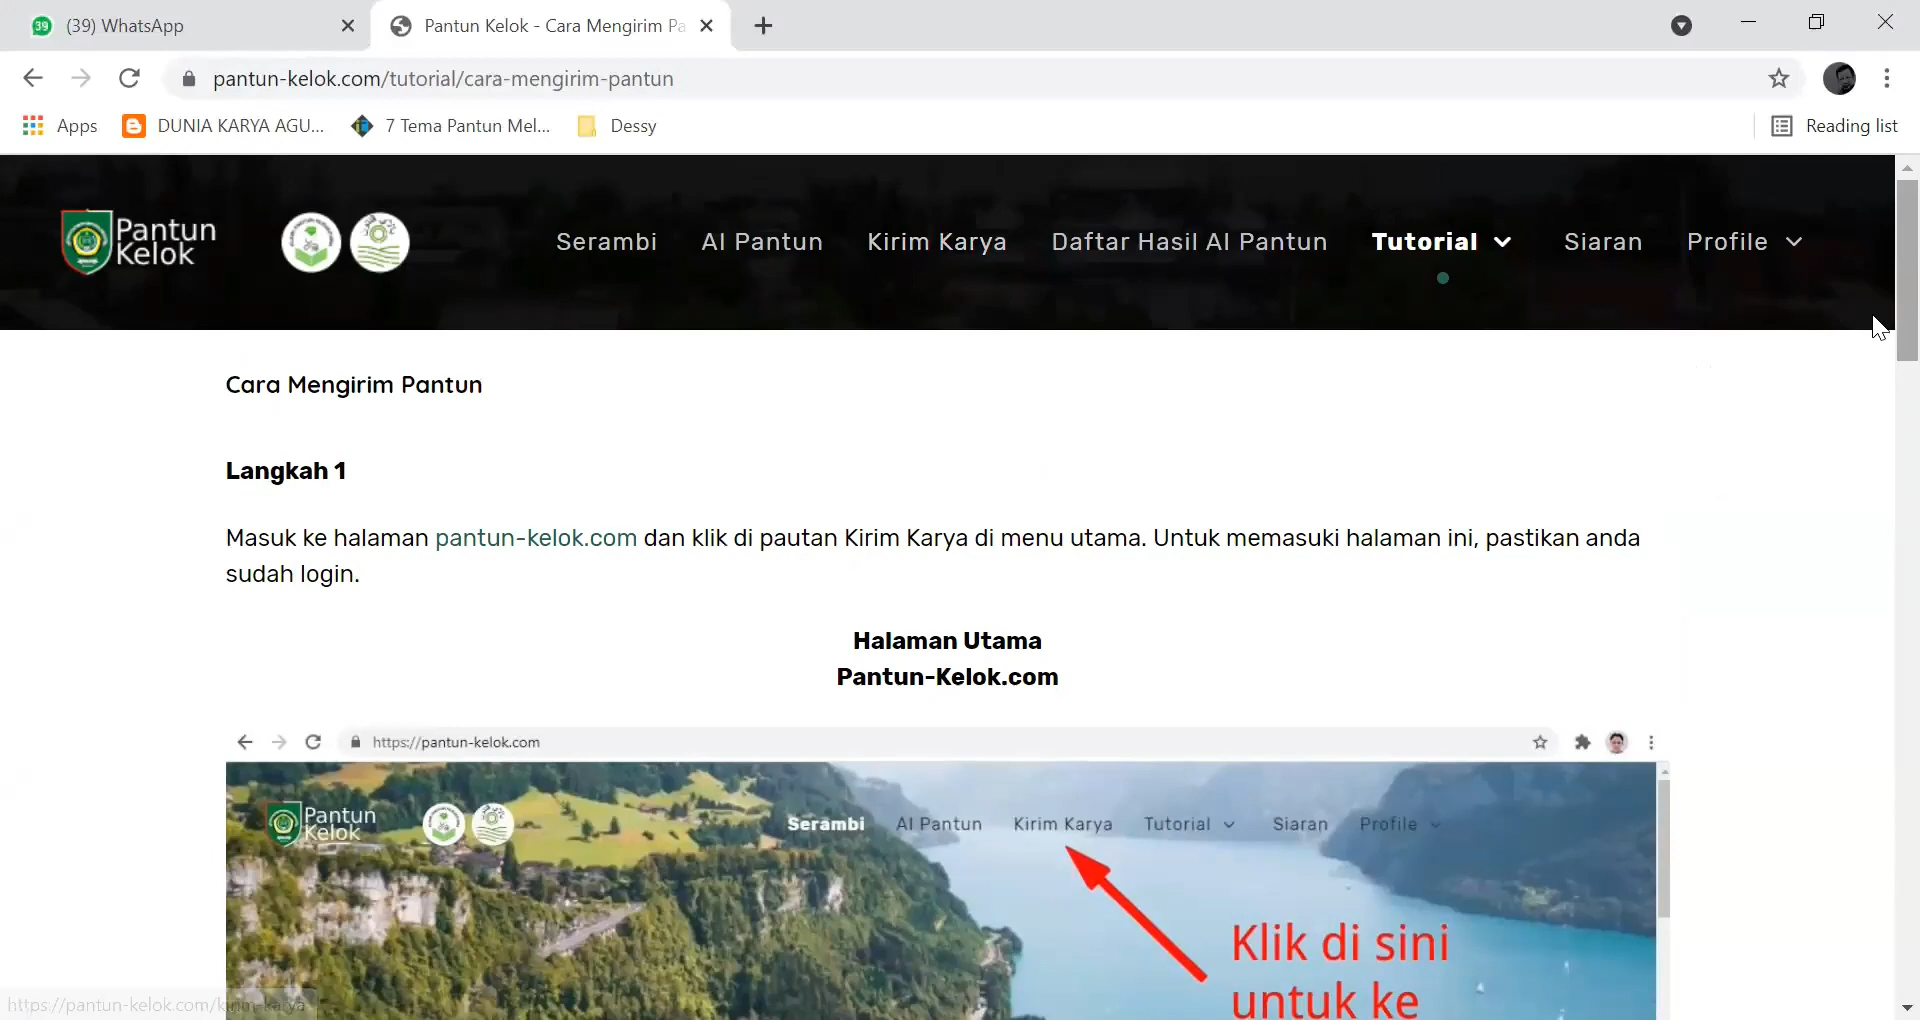 39 (39) WhatsApp
Pantun Kelok - Cara Mengirim Pa
pantun-kelok.com/tutorial/cara-mengirim-pantun
Apps DUNIA KARYA AGU... 7 Tema Pantun Mel... Dessy Reading list
Pantun Kelok Serambi AI Pantun Kirim Karya Daftar Hasil AI Pantun Tutorial Siaran Profile
Cara Mengirim Pantun
Langkah 1
Masuk ke halaman pantun-kelok.com dan klik di pautan Kirim Karya di menu utama. Untuk memasuki halaman ini, pastikan anda
sudah login.
Halaman Utama
Pantun-Kelok.com
https://pantun-kelok.com
Pantun Kelok Serambi AI Pantun Kirim Karya Tutorial Siaran Profile
Klik di sini
untuk ke
https://pantun-kelok.com/kirim-karya